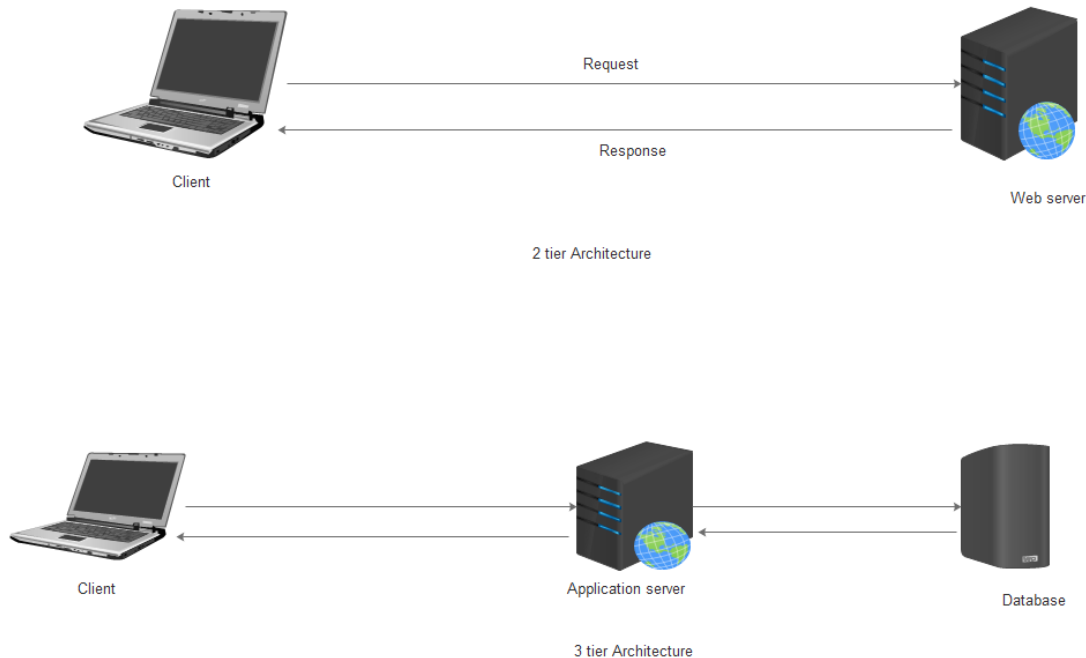 Request
Response
Client
Web server
2 tier Architecture
Client
Application server
Database
3 tier Architecture